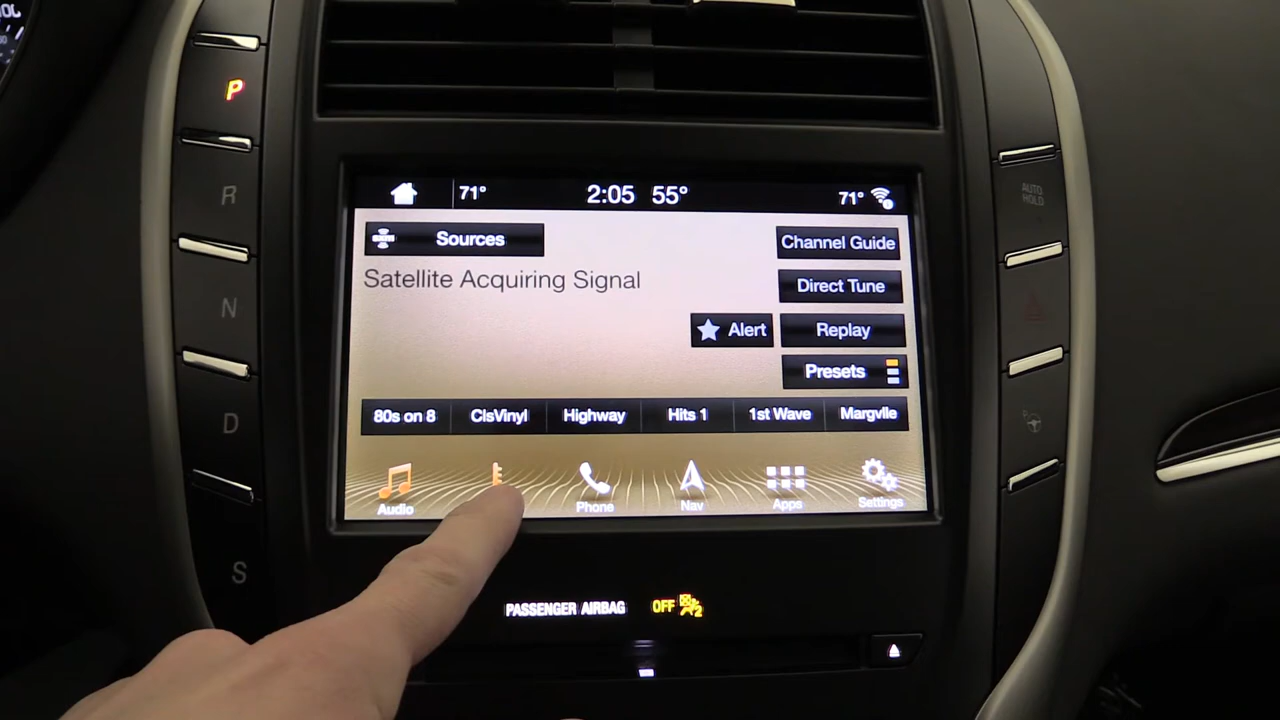 P
R
N
D
S
71° 2:05 55° 71°
Sources
Channel Guide
Satellite Acquiring Signal
Direct Tune
Alert
Replay
Presets
80s on 8 ClsVinyl Highway Hits 1 1st Wave Margvlle
Audio Phone Nav Apps Settings
PASSENGER AIRBAG OFF 2
AUTO
HOLD